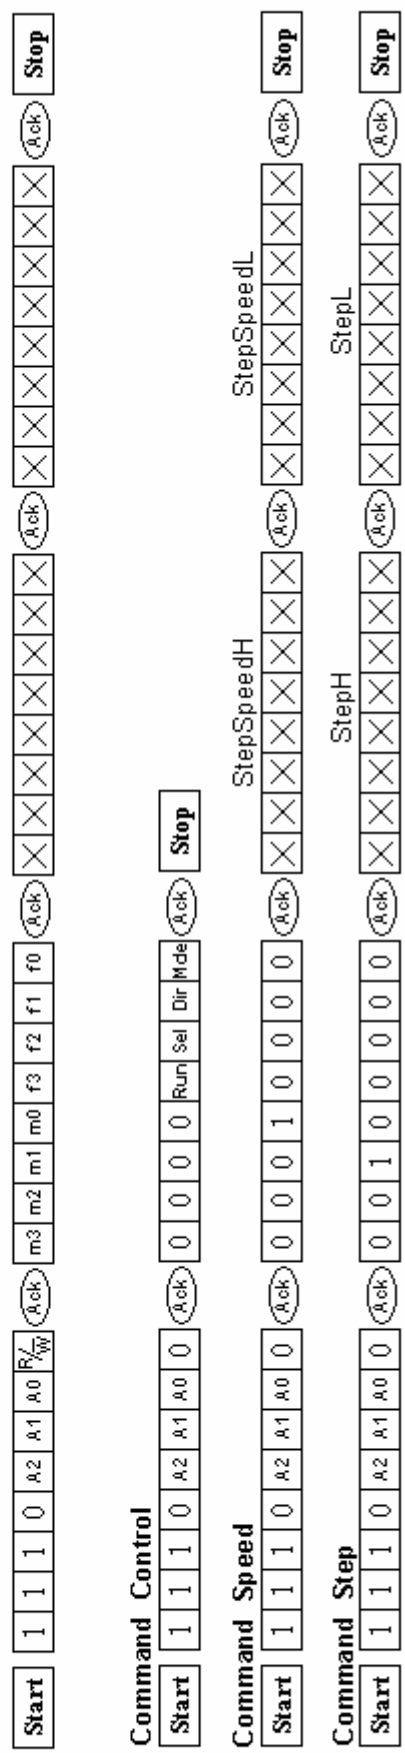 Start 1 1 1 0 A2 A1 A0 R/W Ack m3 m2 m1 m0 f3 f2 f1 f0 Ack X X X X X X X X Ack X X X X X X X X Ack Stop
Command Control
Start 1 1 1 0 A2 A1 A0 0 Ack 0 0 0 0 Run Sel Dir Mde Ack Stop
Command Speed StepSpeedH StepSpeedL
Start 1 1 1 0 A2 A1 A0 0 Ack 0 0 0 1 0 0 0 0 Ack X X X X X X X X Ack X X X X X X X X Ack Stop
Command Step StepH StepL
Start 1 1 1 0 A2 A1 A0 0 Ack 0 0 1 0 0 0 0 0 Ack X X X X X X X X Ack X X X X X X X X Ack Stop